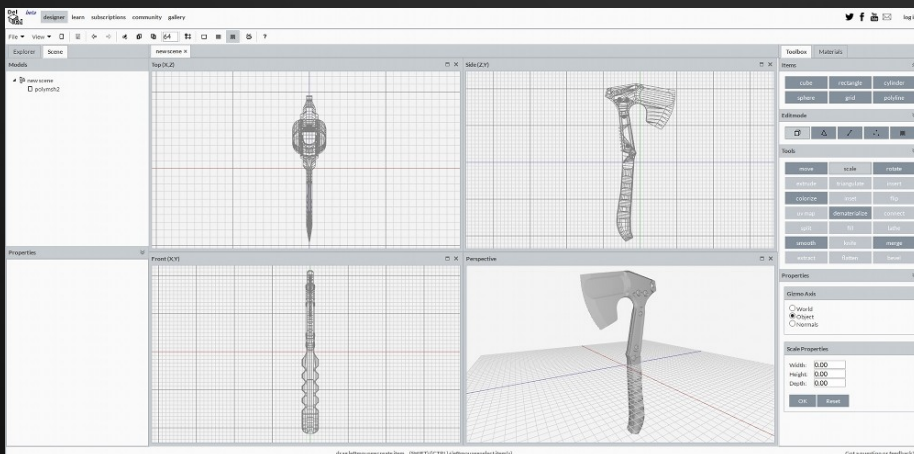 beta
designer learn subscriptions community gallery
File View 64 ?
Explorer Scene
new scene ×
Toolbox Materials
Models
Top (X,Z)
Side (Z,Y)
Items
new scene
polymsh2
cube rectangle cylinder
sphere grid polyline
Editmode
Tools
move scale rotate
extrude triangulate insert
colorize inset flip
uv map dematerialize connect
split fill lathe
smooth knife merge
extract flatten bevel
Properties
Front (X,Y)
Perspective
Properties
Gizmo Axis
World
Object
Normals
Scale Properties
Width: 0.00
Height: 0.00
Depth: 0.00
OK Reset